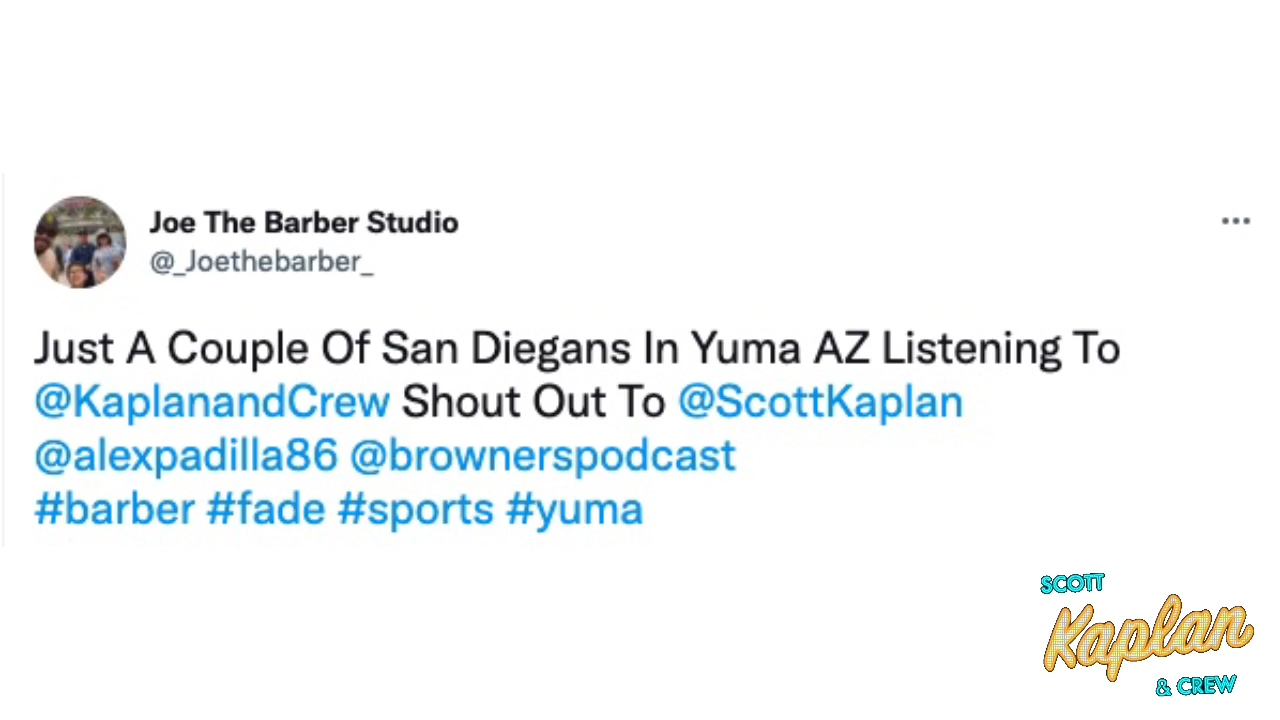 Joe The Barber Studio
@_Joethebarber_
Just A Couple Of San Diegans In Yuma AZ Listening To
@KaplanandCrew Shout Out To @ScottKaplan
@alexpadilla86 @brownerspodcast
#barber #fade #sports #yuma
SCOTT
Kaplan
& CREW